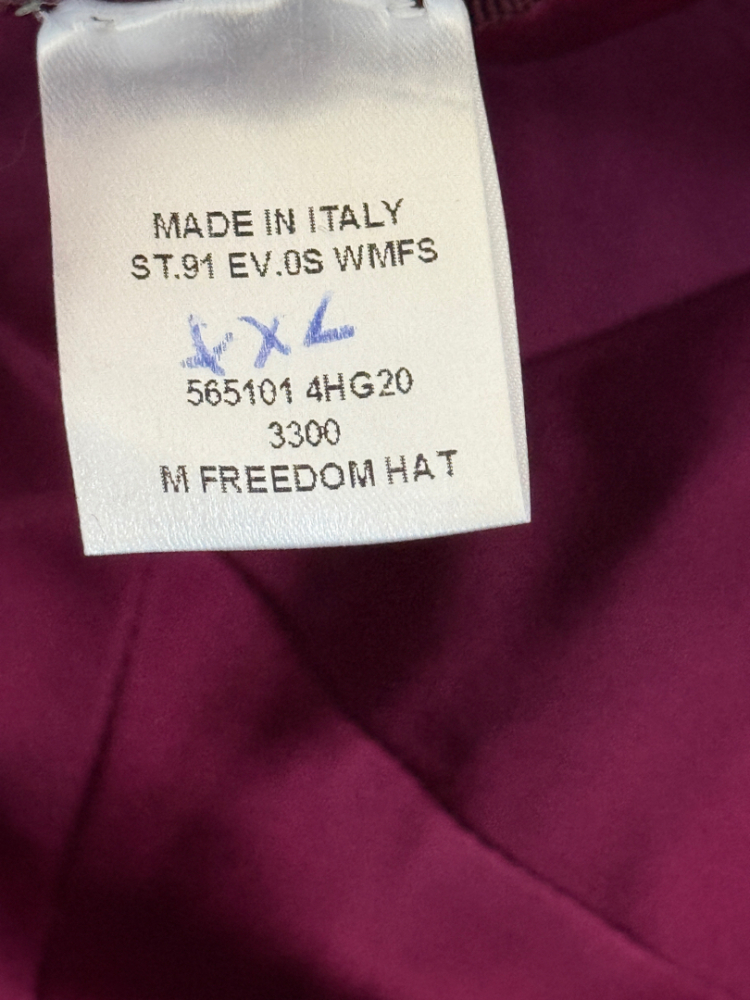 MADE IN ITALY
ST.91 EV.0S WMFS
XXL
565101 4HG20
3300
M FREEDOM HAT